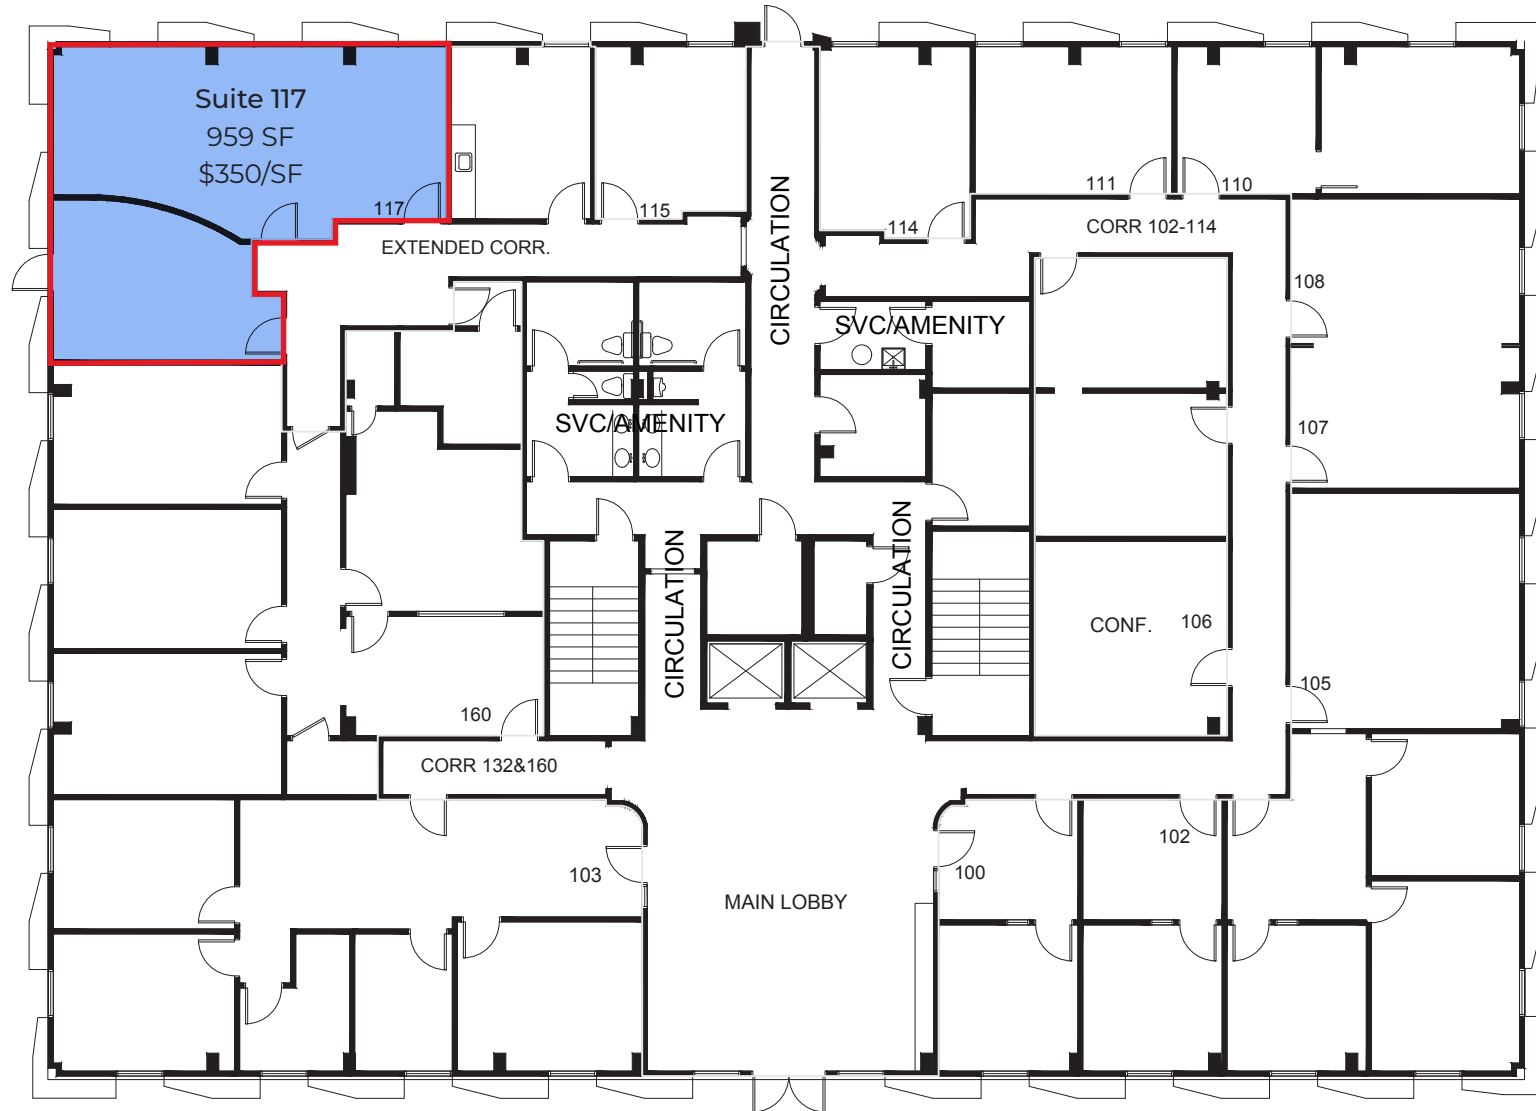 Suite 117
959 SF
$350/SF
117
115
EXTENDED CORR.
CIRCULATION
114
111
110
CORR 102-114
108
SVC/AMENITY
SVC/AMENITY
107
CIRCULATION
CIRCULATION
CONF.
106
105
160
CORR 132&160
103
MAIN LOBBY
100
102